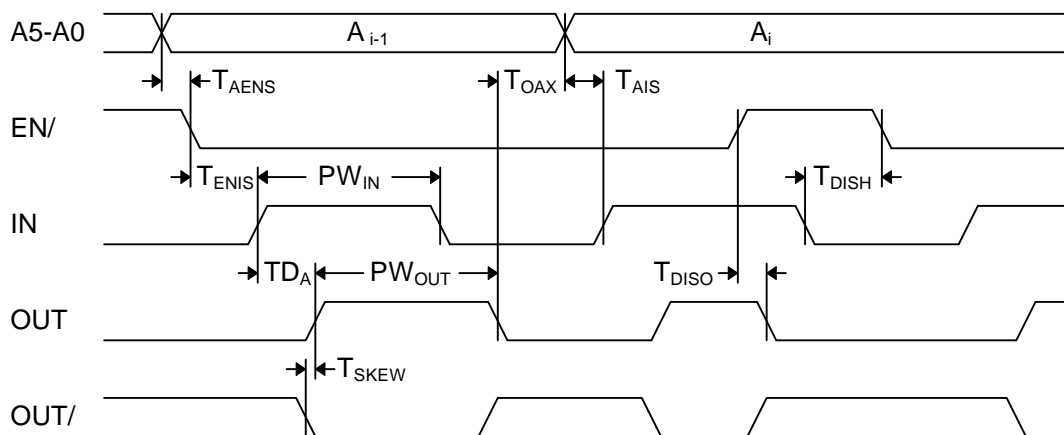 A5-A0 A i-1 Ai
TAENS TOAX TAIS
EN/
TENIS PWIN TDISH
IN
TDA PWOUT TDISO
OUT
TSKEW
OUT/